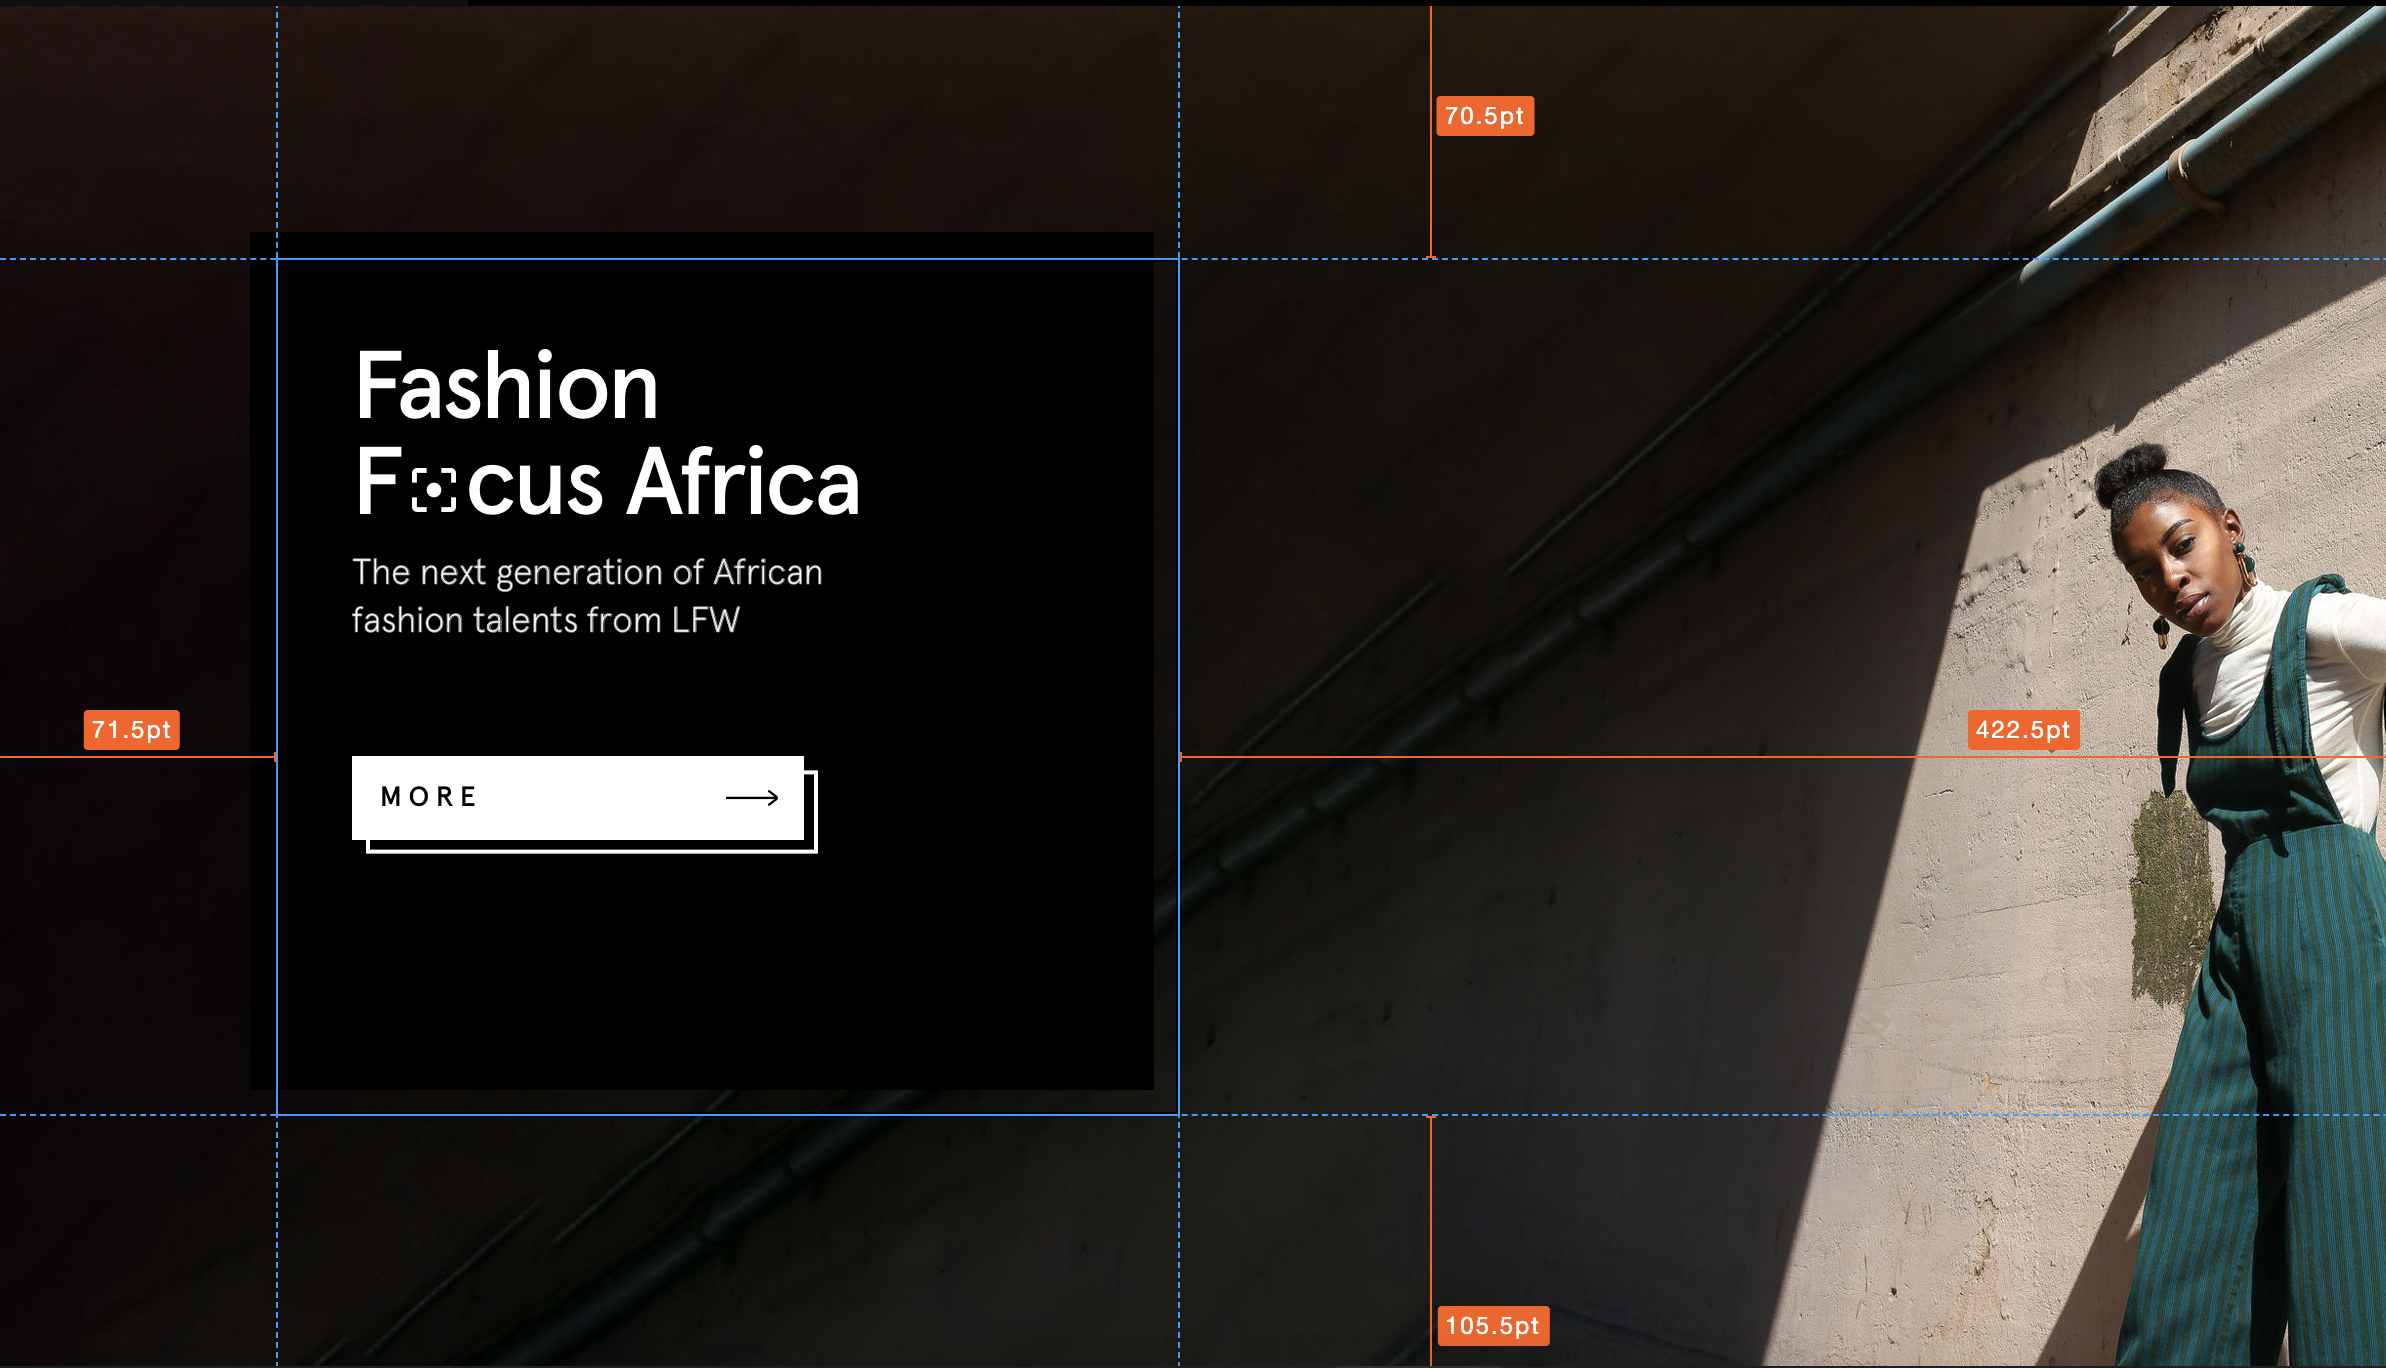 70.5pt
Fashion
Focus Africa
The next generation of African
fashion talents from LFW
71.5pt
422.5pt
MORE
105.5pt